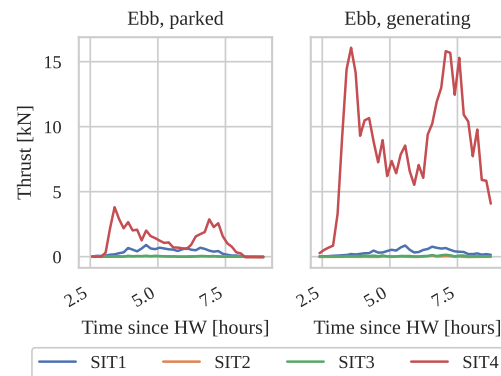 Ebb, parked
Ebb, generating
Thrust [kN]
15
10
5
0
2.5
5.0
7.5
2.5
5.0
7.5
Time since HW [hours]
Time since HW [hours]
SIT1
SIT2
SIT3
SIT4